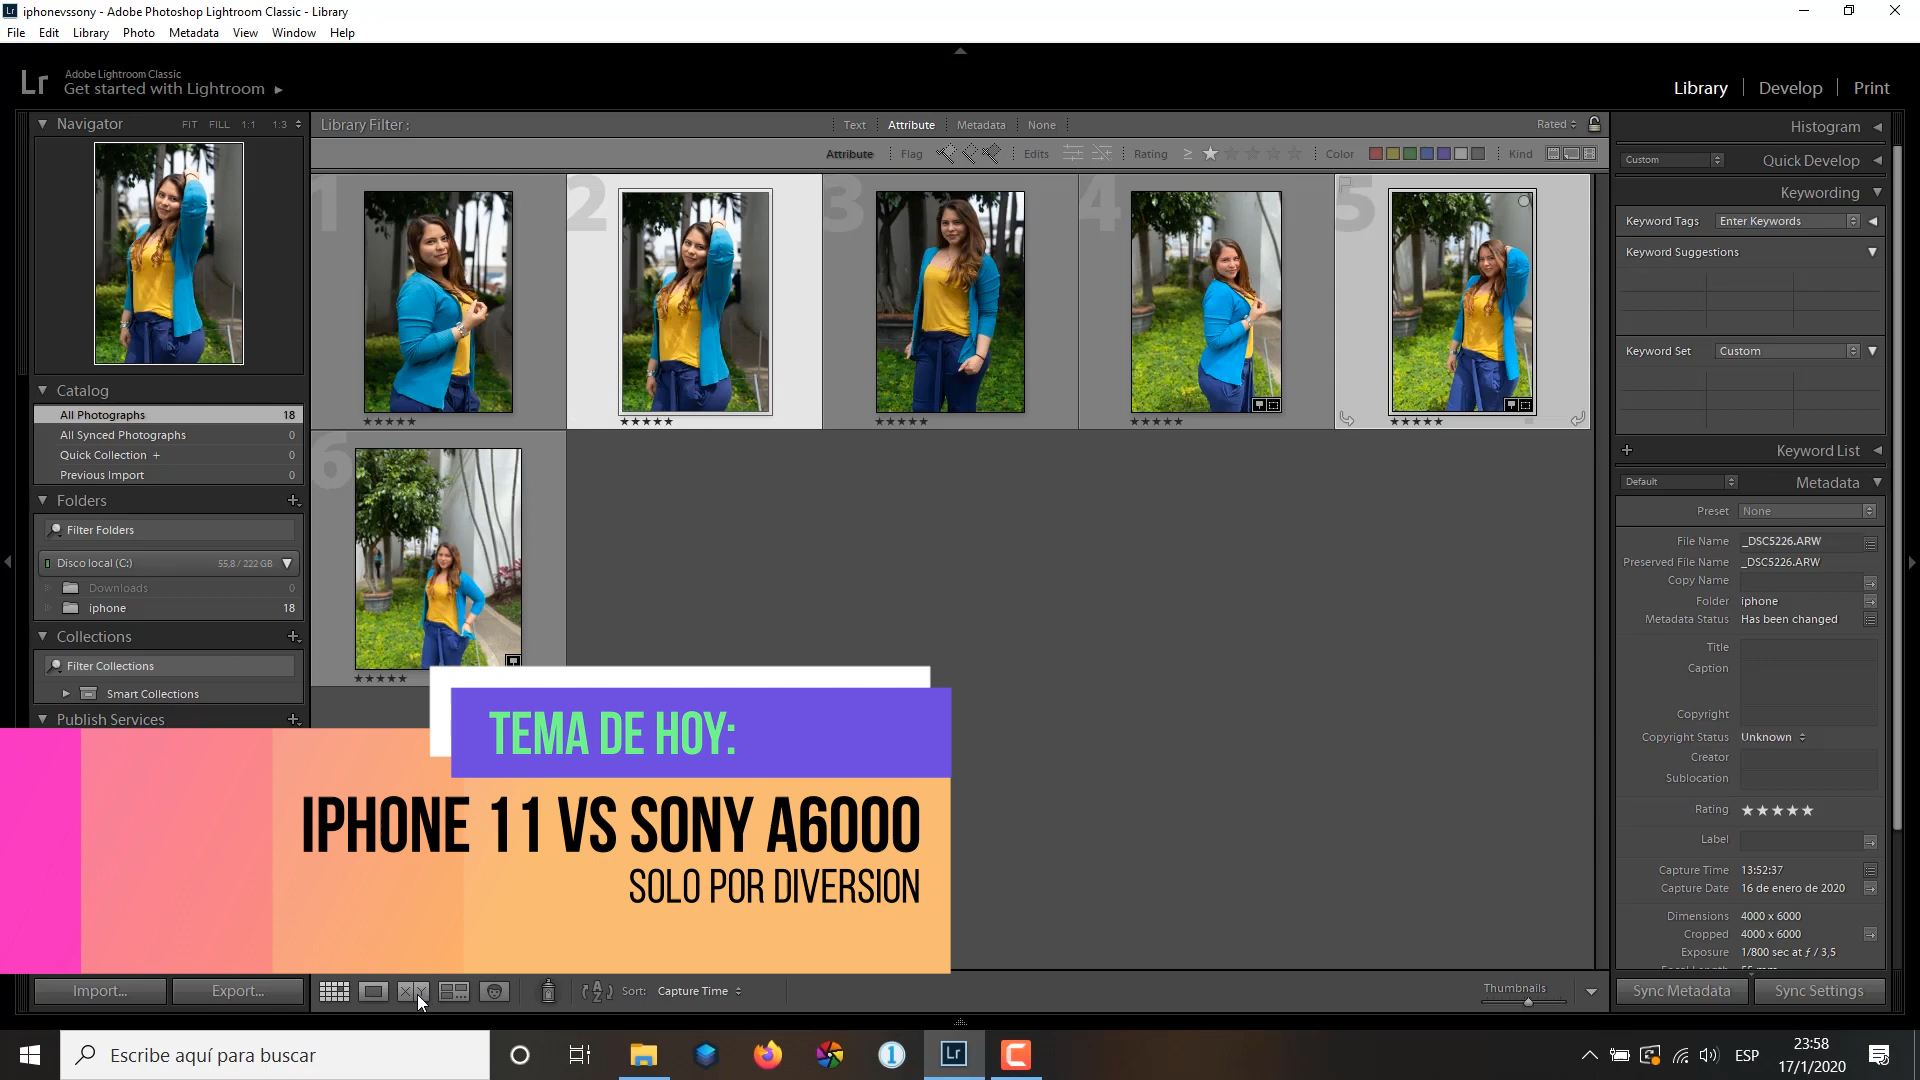 iphonevssony - Adobe Photoshop Lightroom Classic - Library
File Edit Library Photo Metadata View Window Help
Lr Adobe Lightroom Classic
Get started with Lightroom
Library Develop Print
Navigator FIT FILL 1:1 1:3
Library Filter : Text Attribute Metadata None Rated
Histogram
Attribute Flag Edits Rating ≥ Color Kind
Custom Quick Develop
Keywording
Keyword Tags Enter Keywords
Keyword Suggestions
Keyword Set Custom
1 2 3 4 5
6
Catalog
All Photographs 18
All Synced Photographs 0
Quick Collection + 0
Previous Import 0
Folders
Filter Folders
Disco local (C:) 55,8 / 222 GB
Downloads 0
iphone 18
Collections
Filter Collections
Smart Collections
Publish Services
Keyword List
Default Metadata
Preset None
File Name _DSC5226.ARW
Preserved File Name _DSC5226.ARW
Copy Name
Folder iphone
Metadata Status Has been changed
Title
Caption
Copyright
Copyright Status Unknown
Creator
Sublocation
Rating ★★★★★
Label
Capture Time 13:52:37
Capture Date 16 de enero de 2020
Dimensions 4000 x 6000
Cropped 4000 x 6000
Exposure 1/800 sec at ƒ / 3,5
TEMA DE HOY:
IPHONE 11 VS SONY A6000
SOLO POR DIVERSION
Import... Export... Sort: Capture Time Thumbnails Sync Metadata Sync Settings
Escribe aquí para buscar
Lr
ESP
23:58
17/1/2020